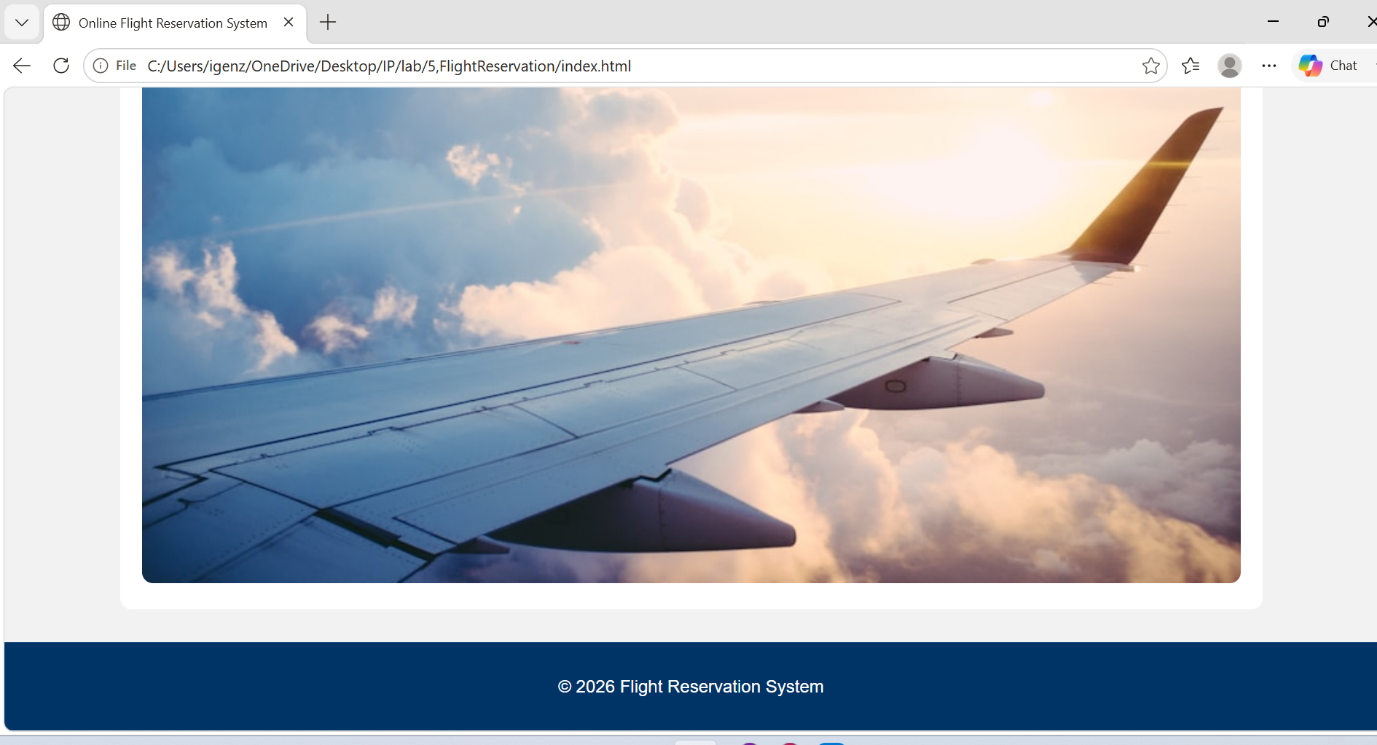 Online Flight Reservation System
File C:/Users/igenz/OneDrive/Desktop/IP/lab/5,FlightReservation/index.html
Chat
© 2026 Flight Reservation System